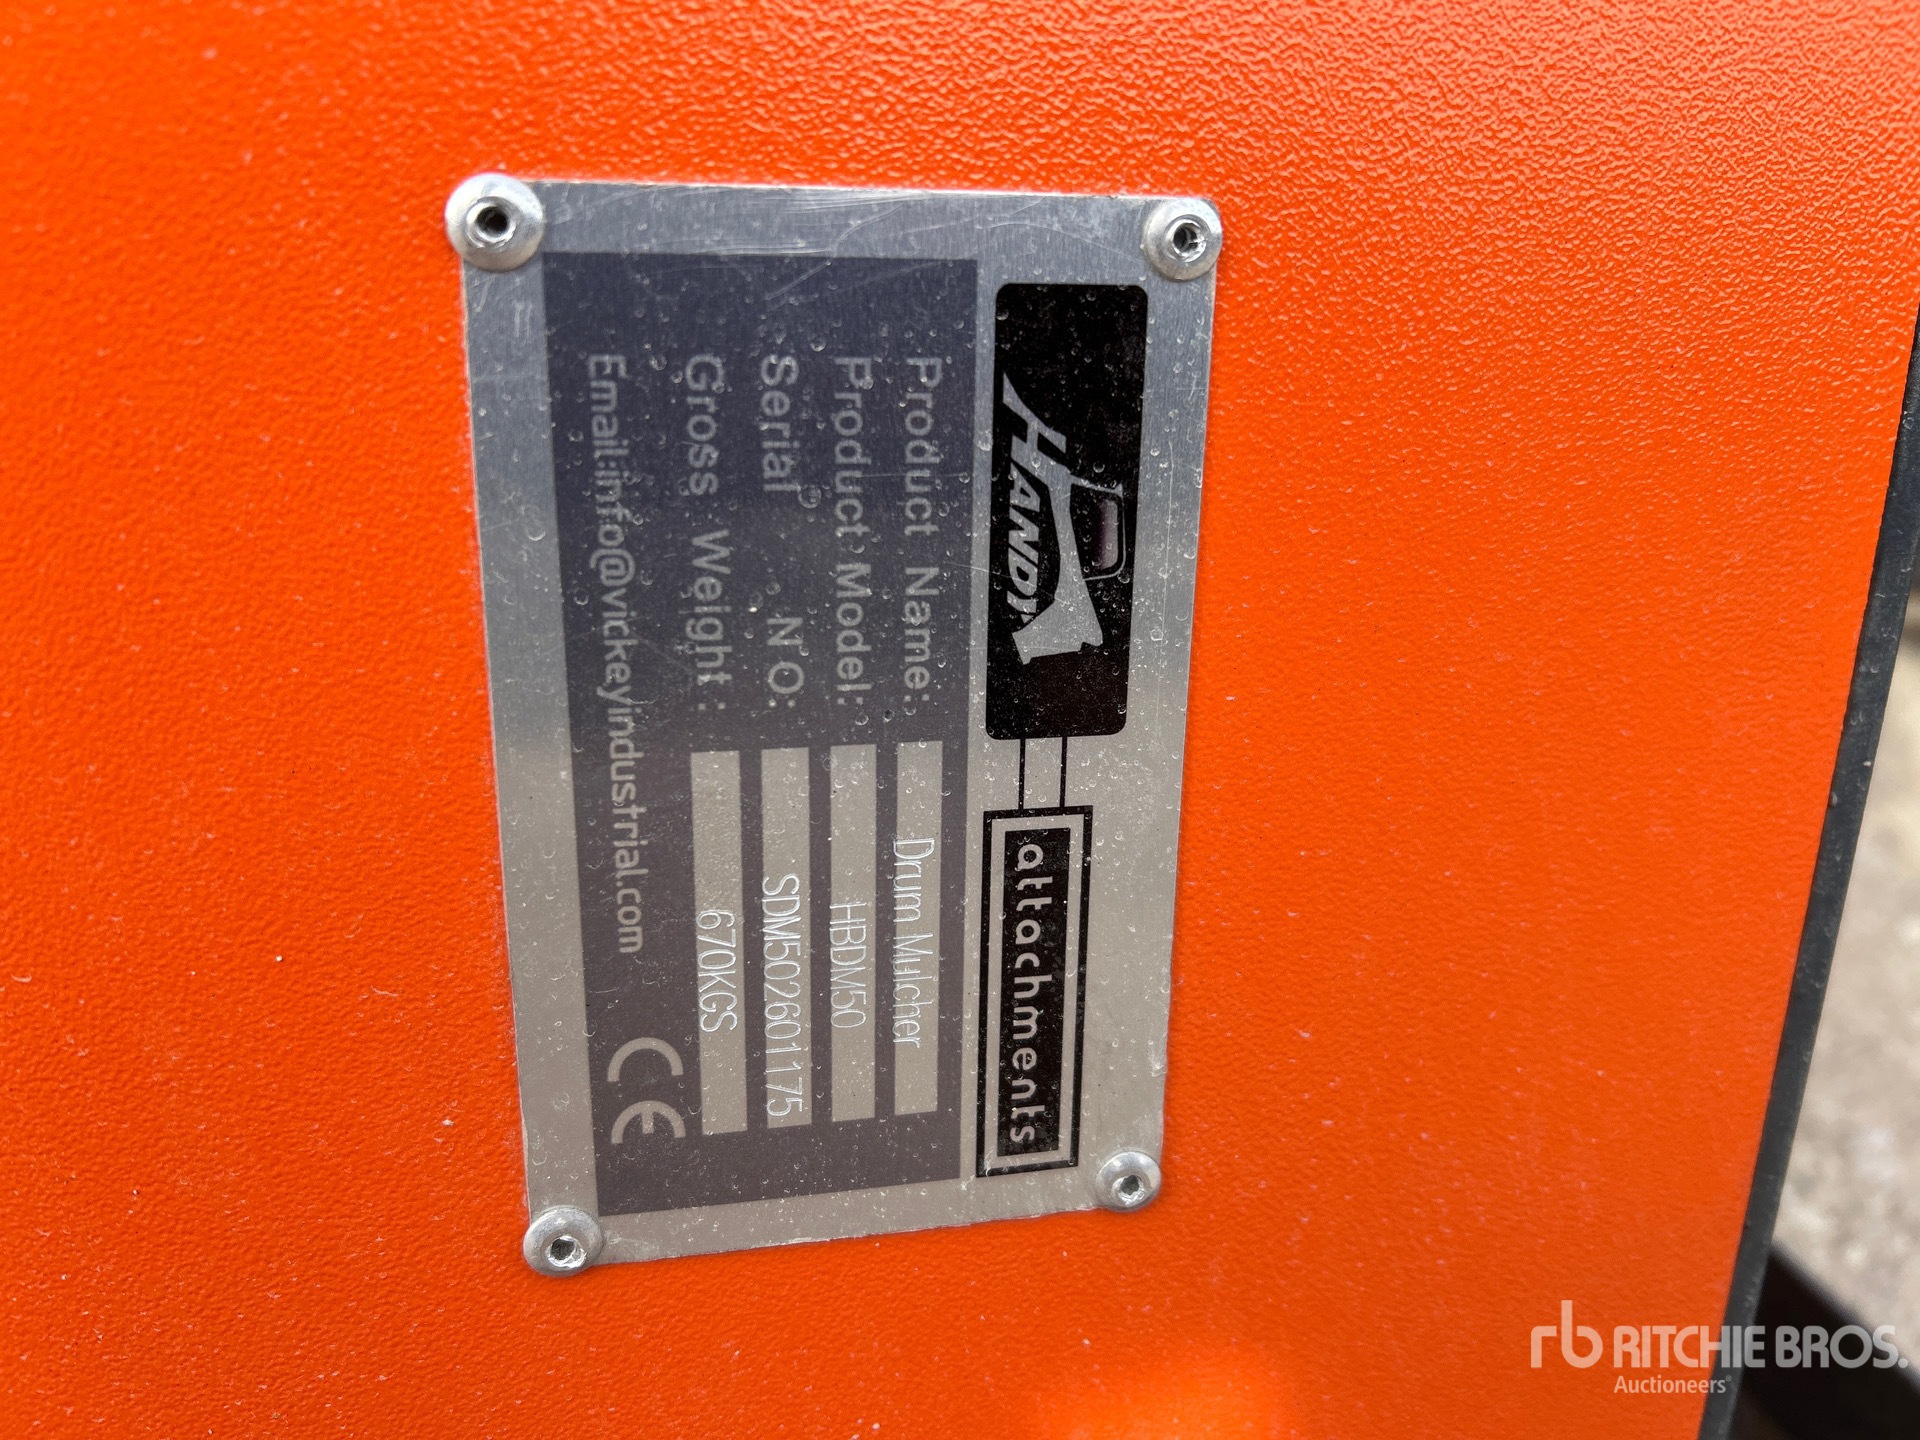 HANDY
attachments
Product Name: Drum Mulcher
Product Model: HBDM50
Serial NO: SDM502601175
Gross Weight: 670KGS
Email:info@vickeyindustrial.com CE
rb RITCHIE BROS.
Auctioneers